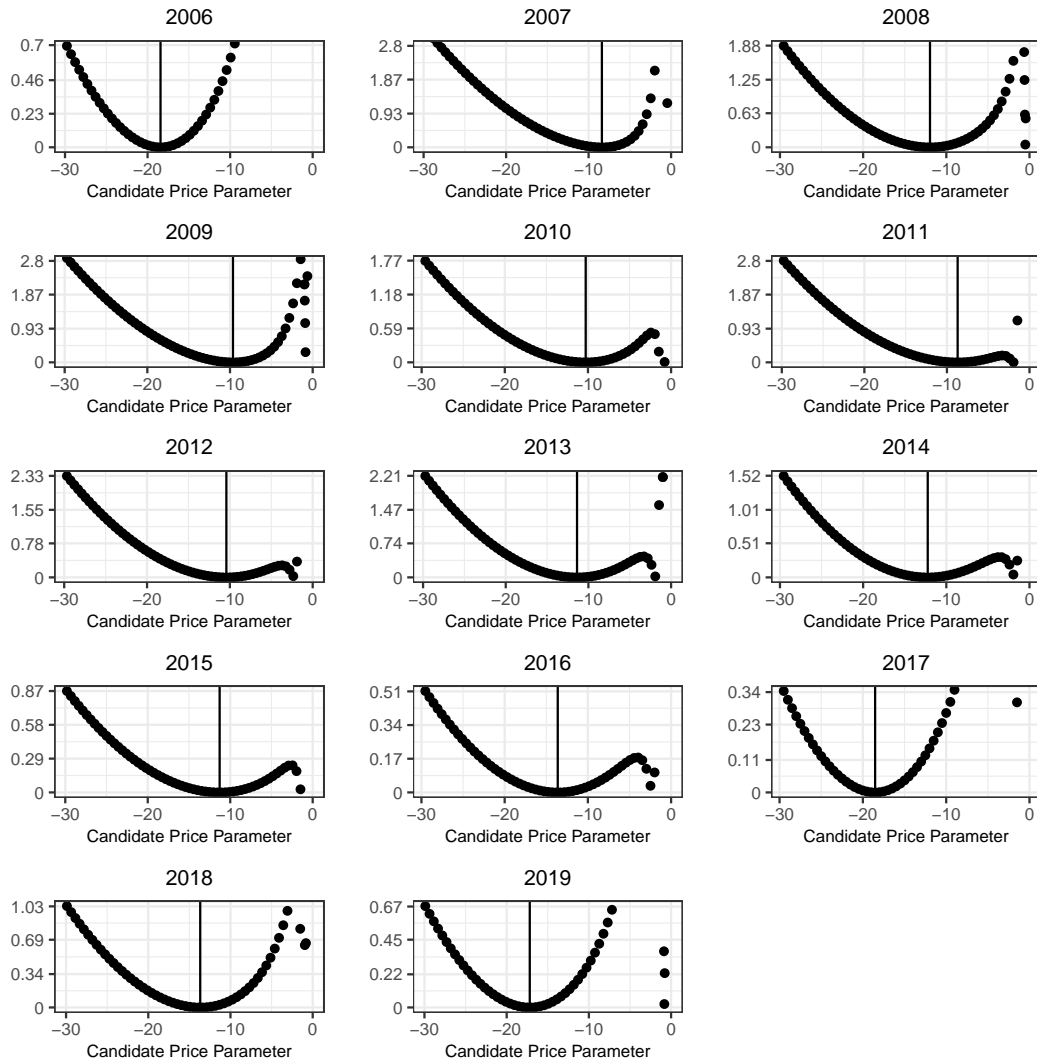 2006 2007 2008
0.7 2.8 1.88
0.46 1.87 1.25
0.23 0.93 0.63
0 0 0
−30 −20 −10 0 −30 −20 −10 0 −30 −20 −10 0
Candidate Price Parameter Candidate Price Parameter Candidate Price Parameter
2009 2010 2011
2.8 1.77 2.8
1.87 1.18 1.87
0.93 0.59 0.93
0 0 0
−30 −20 −10 0 −30 −20 −10 0 −30 −20 −10 0
Candidate Price Parameter Candidate Price Parameter Candidate Price Parameter
2012 2013 2014
2.33 2.21 1.52
1.55 1.47 1.01
0.78 0.74 0.51
0 0 0
−30 −20 −10 0 −30 −20 −10 0 −30 −20 −10 0
Candidate Price Parameter Candidate Price Parameter Candidate Price Parameter
2015 2016 2017
0.87 0.51 0.34
0.58 0.34 0.23
0.29 0.17 0.11
0 0 0
−30 −20 −10 0 −30 −20 −10 0 −30 −20 −10 0
Candidate Price Parameter Candidate Price Parameter Candidate Price Parameter
2018 2019
1.03 0.67
0.69 0.45
0.34 0.22
0 0
−30 −20 −10 0 −30 −20 −10 0
Candidate Price Parameter Candidate Price Parameter